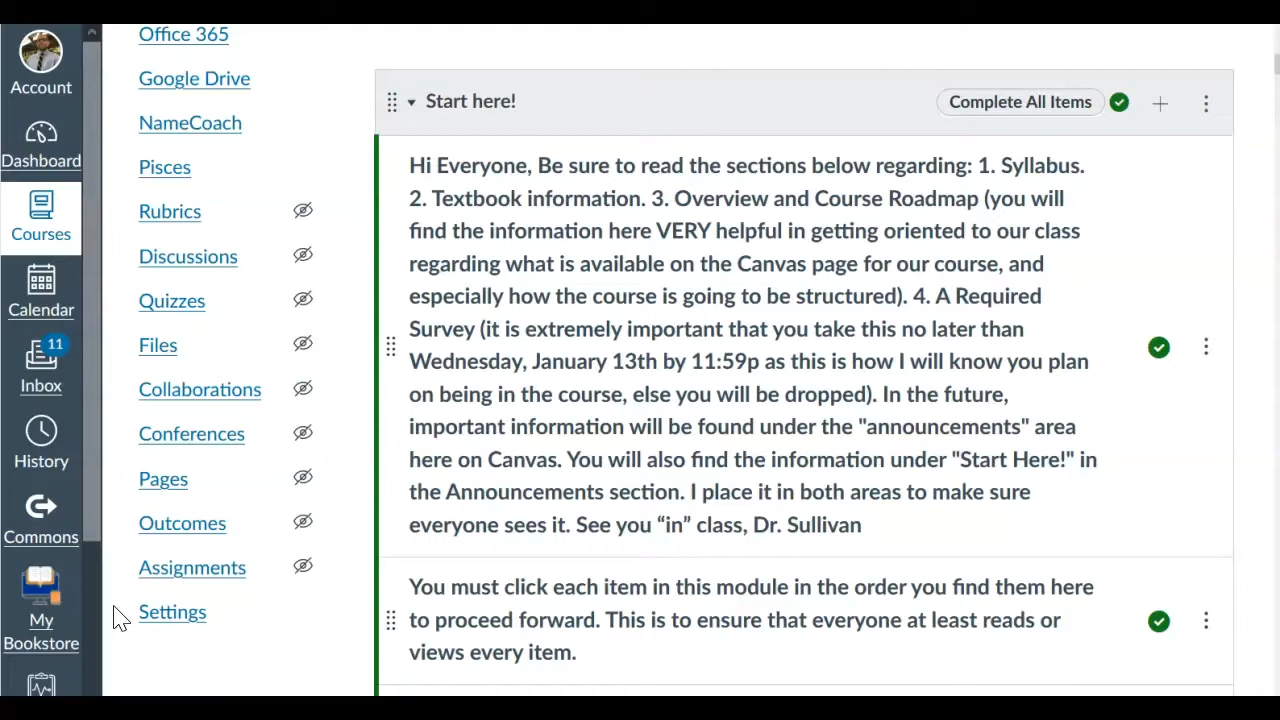 Account
Dashboard
Courses
Calendar
11
Inbox
History
Commons
My
Bookstore
Office 365
Google Drive
NameCoach
Pisces
Rubrics
Discussions
Quizzes
Files
Collaborations
Conferences
Pages
Outcomes
Assignments
Settings
Start here!
Complete All Items
Hi Everyone, Be sure to read the sections below regarding: 1. Syllabus.
2. Textbook information. 3. Overview and Course Roadmap (you will
find the information here VERY helpful in getting oriented to our class
regarding what is available on the Canvas page for our course, and
especially how the course is going to be structured). 4. A Required
Survey (it is extremely important that you take this no later than
Wednesday, January 13th by 11:59p as this is how I will know you plan
on being in the course, else you will be dropped). In the future,
important information will be found under the "announcements" area
here on Canvas. You will also find the information under "Start Here!" in
the Announcements section. I place it in both areas to make sure
everyone sees it. See you “in” class, Dr. Sullivan
You must click each item in this module in the order you find them here
to proceed forward. This is to ensure that everyone at least reads or
views every item.